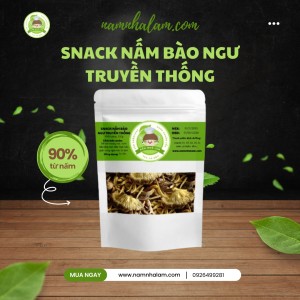 namnhalam.com
SNACK NẤM BÀO NGƯ
TRUYỀN THỐNG
90%
từ nấm
MUA NGAY
www.namnhalam.com
0926499281